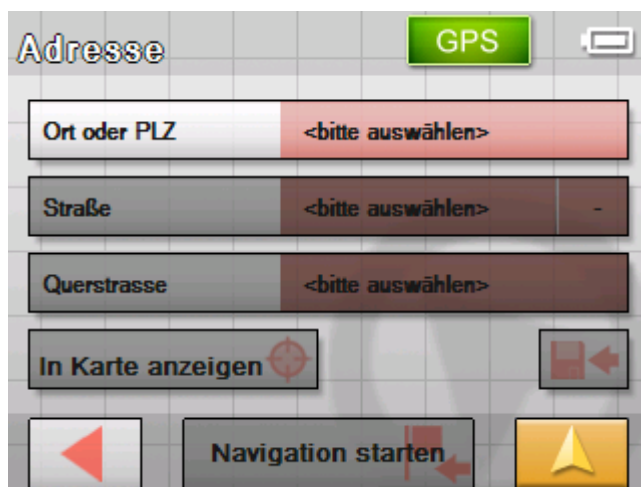 Adresse GPS
Ort oder PLZ <bitte auswählen>
Straße <bitte auswählen> -
Querstrasse <bitte auswählen>
In Karte anzeigen
Navigation starten